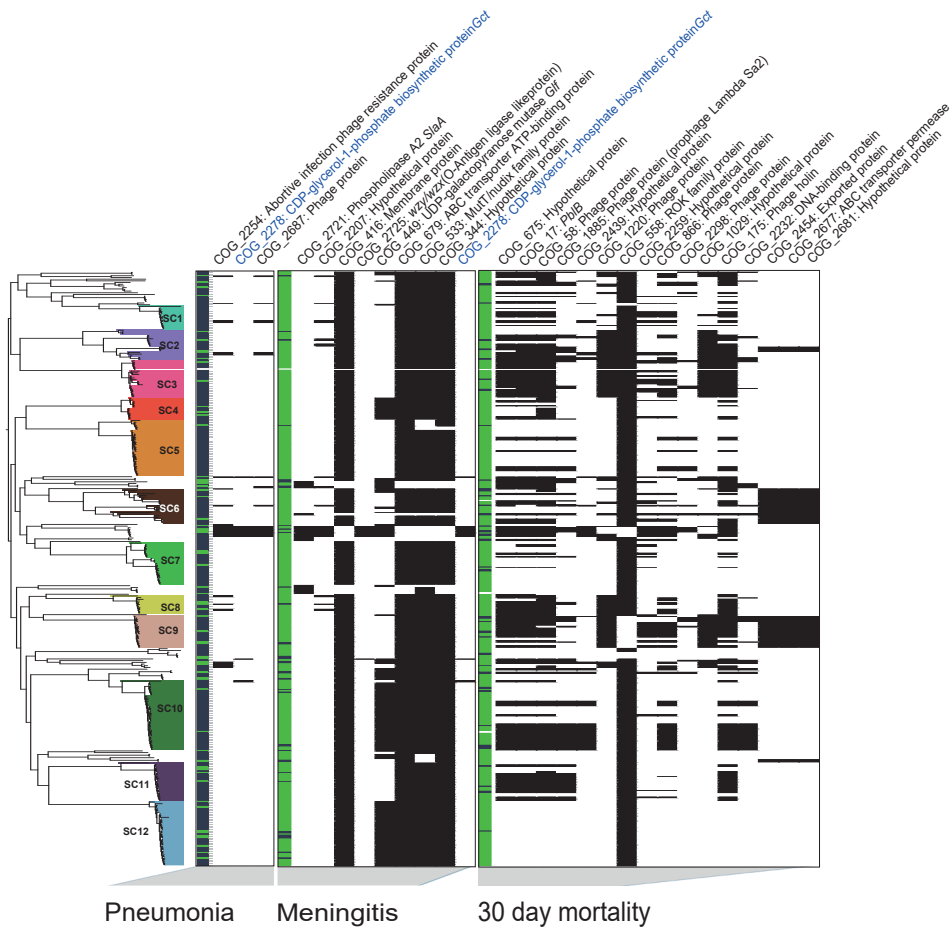 COG_2254: Abortive infection phage resistance protein
COG_2278: CDP-glycerol-1-phosphate biosynthetic proteinGct
COG_2687: Phage protein
COG_2721: Phospholipase A2 SlaA
COG_2207: Hypothetical protein
COG_416: Membrane protein
COG_2725: wzy/wzx(O-Antigen ligase likeprotein)
COG_449: UDP-galactopyranose mutase Glf
COG_679: ABC transporter ATP-binding protein
COG_533: MutT/nudix family protein
COG_344: Hypothetical protein
COG_2278: CDP-glycerol-1-phosphate biosynthetic proteinGct
COG_675: Hypothetical protein
COG_17: PblB
COG_58: Phage protein
COG_1885: Phage protein (prophage Lambda Sa2)
COG_2439: Hypothetical protein
COG_1220: Phage protein
COG_558: ROK family protein
COG_2259: Hypothetical protein
COG_866: Phage protein
COG_2298: Phage protein
COG_1029: Hypothetical protein
COG_175: Phage holin
COG_2232: DNA-binding protein
COG_2454: Exported protein
COG_2677: ABC transporter permease
COG_2681: Hypothetical protein
SC1
SC2
SC3
SC4
SC5
SC6
SC7
SC8
SC9
SC10
SC11
SC12
Pneumonia
Meningitis
30 day mortality